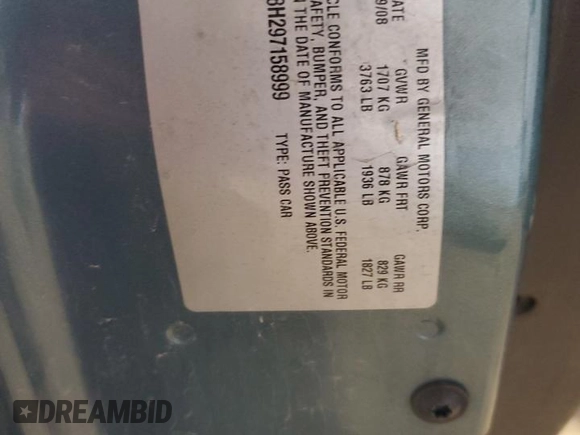 MFD BY GENERAL MOTORS CORP.
DATE GVWR GAWR FRT GAWR RR
9/08 1707 KG 878 KG 829 KG
3763 LB 1936 LB 1827 LB
CLE CONFORMS TO ALL APPLICABLE U.S. FEDERAL MOTOR
AFETY, BUMPER, AND THEFT PREVENTION STANDARDS IN
N THE DATE OF MANUFACTURE SHOWN ABOVE.
BH297158999 TYPE: PASS CAR
DREAMBID